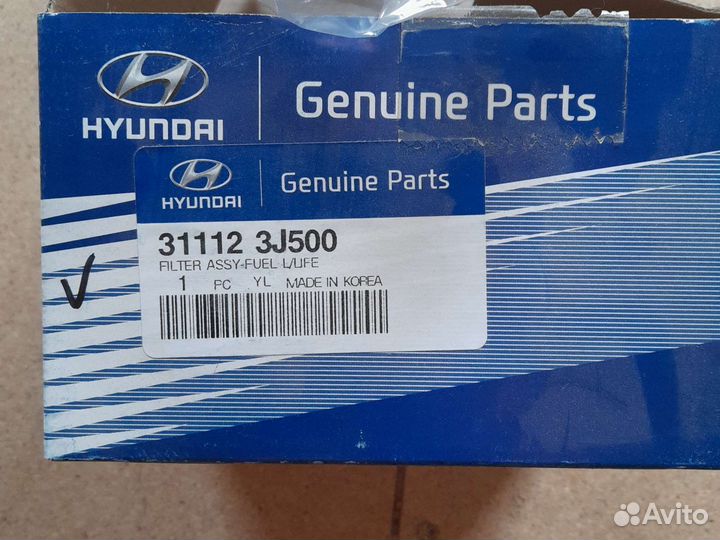 HYUNDAI
Genuine Parts
HYUNDAI
Genuine Parts
31112 3J500
FILTER ASSY-FUEL L/LIFE
1 PC YL MADE IN KOREA
Avito